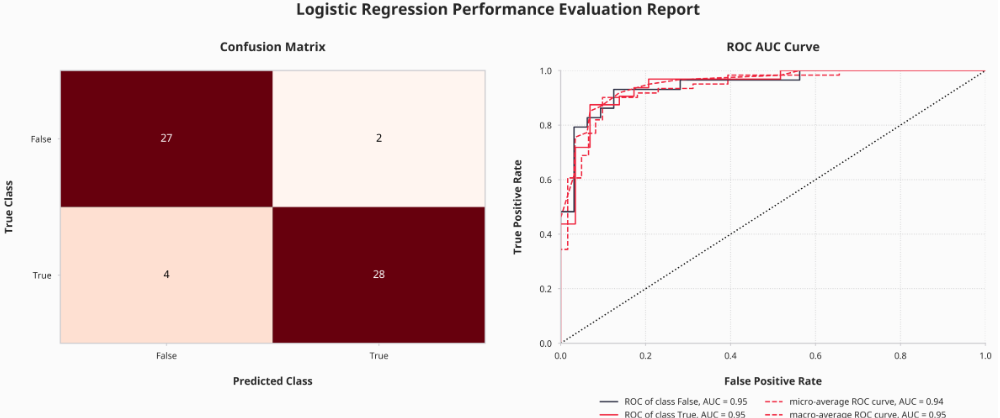 Logistic Regression Performance Evaluation Report
Confusion Matrix
True Class
False
27
2
True
4
28
False
True
Predicted Class
ROC AUC Curve
True Positive Rate
1.0
0.8
0.6
0.4
0.2
0.0
0.0 0.2 0.4 0.6 0.8 1.0
False Positive Rate
ROC of class False, AUC = 0.95
micro-average ROC curve, AUC = 0.94
ROC of class True, AUC = 0.95
macro-average ROC curve, AUC = 0.95